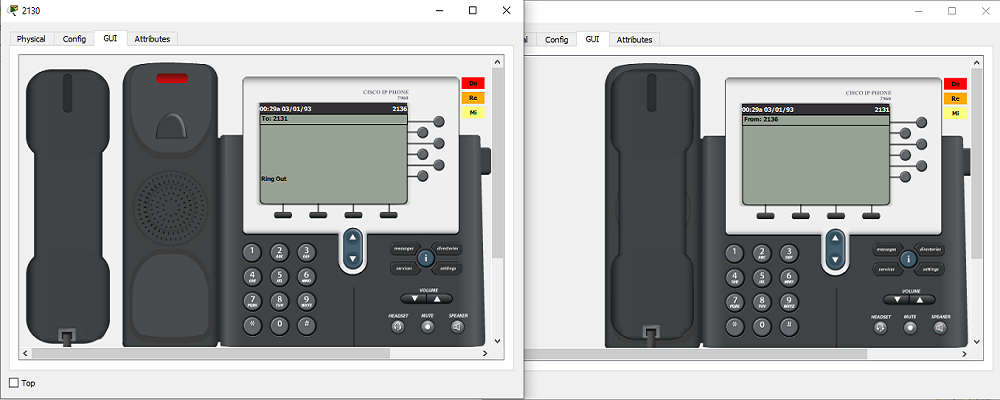 2130
Physical Config GUI Attributes
CISCO IP PHONE
7960
Do
Re
Mi
00:29a 03/01/93 2136
To: 2131
Ring Out
messages directories
i
services settings
1 2 ABC 3 DEF
4 GHI 5 JKL 6 MNO
7 PQRS 8 TUV 9 WXYZ
* 0 #
VOLUME
HEADSET MUTE SPEAKER
Top
al Config GUI Attributes
CISCO IP PHONE
7960
Do
Re
Mi
00:29a 03/01/93 2131
From: 2136
messages directories
i
services settings
1 2 ABC 3 DEF
4 GHI 5 JKL 6 MNO
7 PQRS 8 TUV 9 WXYZ
* 0 #
VOLUME
HEADSET MUTE SPEAKER